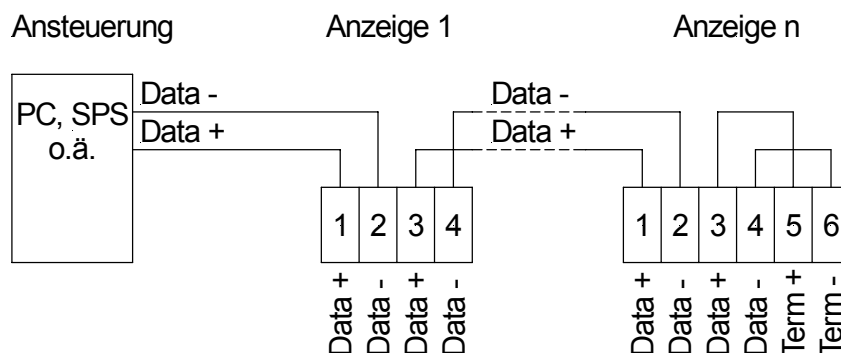 Ansteuerung Anzeige 1 Anzeige n
PC, SPS
o.ä.
Data -
Data +
Data -
Data +
1 2 3 4
1 2 3 4 5 6
Data +
Data -
Data +
Data -
Data +
Data -
Data +
Data -
Term +
Term -